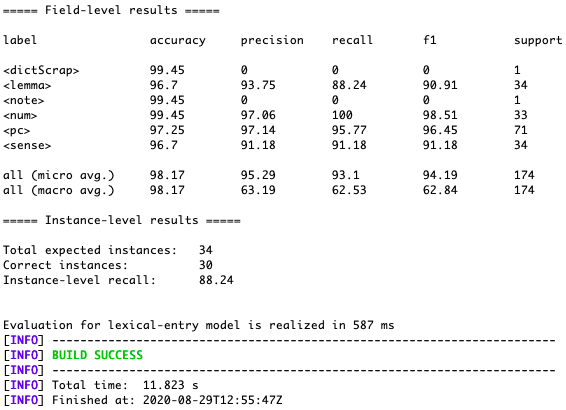 ===== Field-level results =====
label accuracy precision recall f1 support
<dictScrap> 99.45 0 0 0 1
<lemma> 96.7 93.75 88.24 90.91 34
<note> 99.45 0 0 0 1
<num> 99.45 97.06 100 98.51 33
<pc> 97.25 97.14 95.77 96.45 71
<sense> 96.7 91.18 91.18 91.18 34
all (micro avg.) 98.17 95.29 93.1 94.19 174
all (macro avg.) 98.17 63.19 62.53 62.84 174
===== Instance-level results =====
Total expected instances: 34
Correct instances: 30
Instance-level recall: 88.24
Evaluation for lexical-entry model is realized in 587 ms
[INFO] ------------------------------------------------------------------------
[INFO] BUILD SUCCESS
[INFO] ------------------------------------------------------------------------
[INFO] Total time: 11.823 s
[INFO] Finished at: 2020-08-29T12:55:47Z